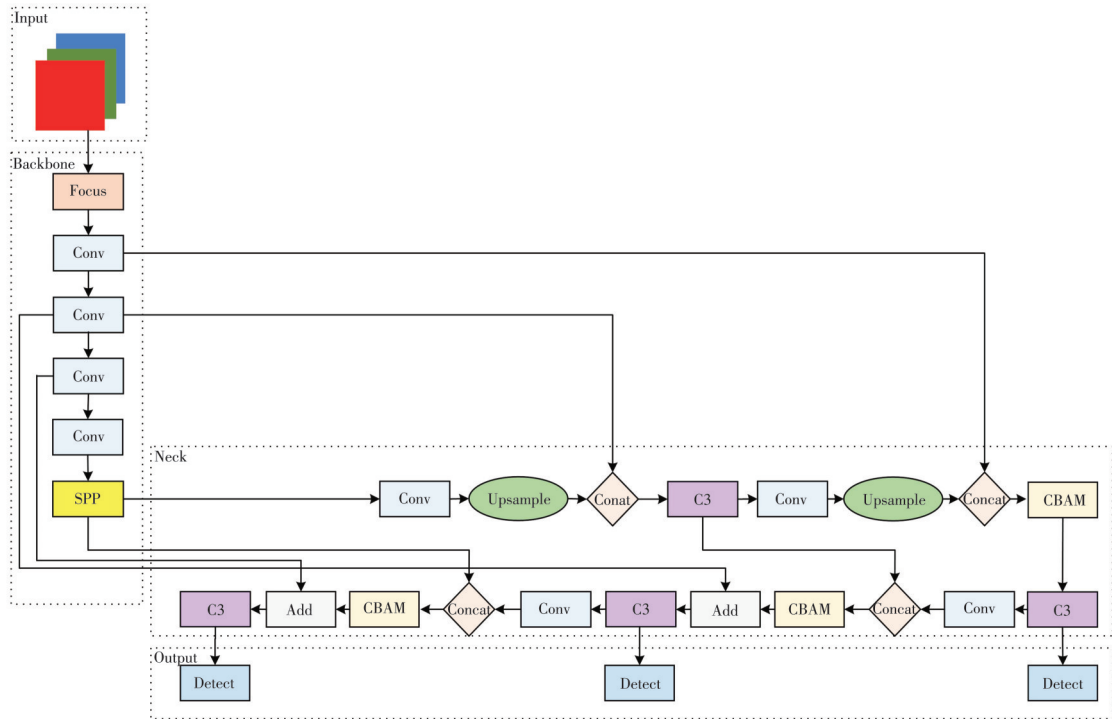 Input
Backbone
Focus
Conv
Conv
Conv
Conv
SPP
Neck
Conv
Upsample
Conat
C3
Conv
Upsample
Concat
CBAM
C3
Add
CBAM
Concat
Conv
C3
Add
CBAM
Concat
Conv
C3
Output
Detect
Detect
Detect